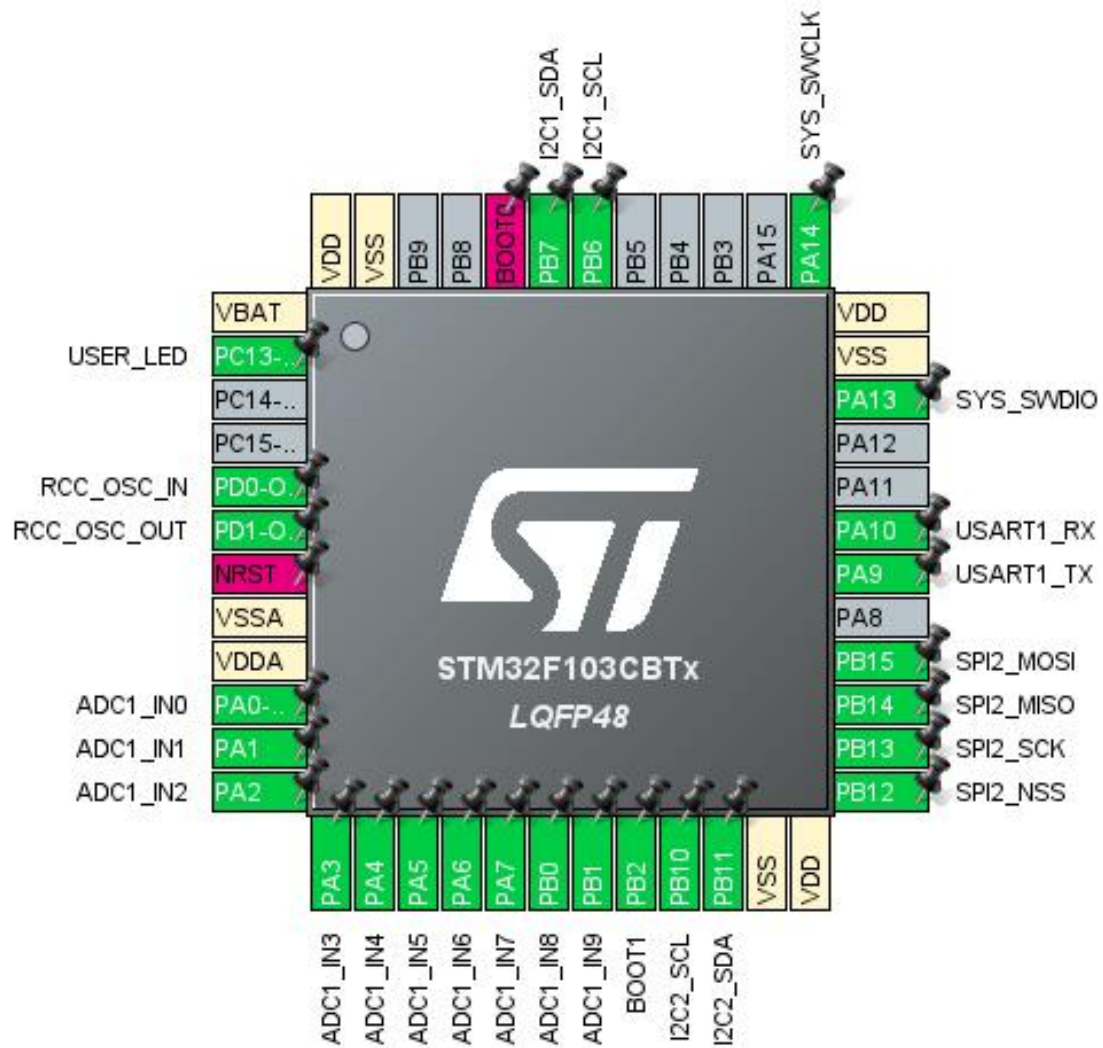 I2C1_SDA
I2C1_SCL
SYS_SWCLK
VDD
VSS
PB9
PB8
BOOT0
PB7
PB6
PB5
PB4
PB3
PA15
PA14
VBAT
USER_LED PC13-..
PC14-..
PC15-..
RCC_OSC_IN PD0-O.
RCC_OSC_OUT PD1-O.
NRST
VSSA
VDDA
ADC1_IN0 PA0-..
ADC1_IN1 PA1
ADC1_IN2 PA2
VDD
VSS
PA13 SYS_SWDIO
PA12
PA11
PA10 USART1_RX
PA9 USART1_TX
PA8
PB15 SPI2_MOSI
PB14 SPI2_MISO
PB13 SPI2_SCK
PB12 SPI2_NSS
ST
STM32F103CBTx
LQFP48
PA3
PA4
PA5
PA6
PA7
PB0
PB1
PB2
PB10
PB11
VSS
VDD
ADC1_IN3
ADC1_IN4
ADC1_IN5
ADC1_IN6
ADC1_IN7
ADC1_IN8
ADC1_IN9
BOOT1
I2C2_SCL
I2C2_SDA